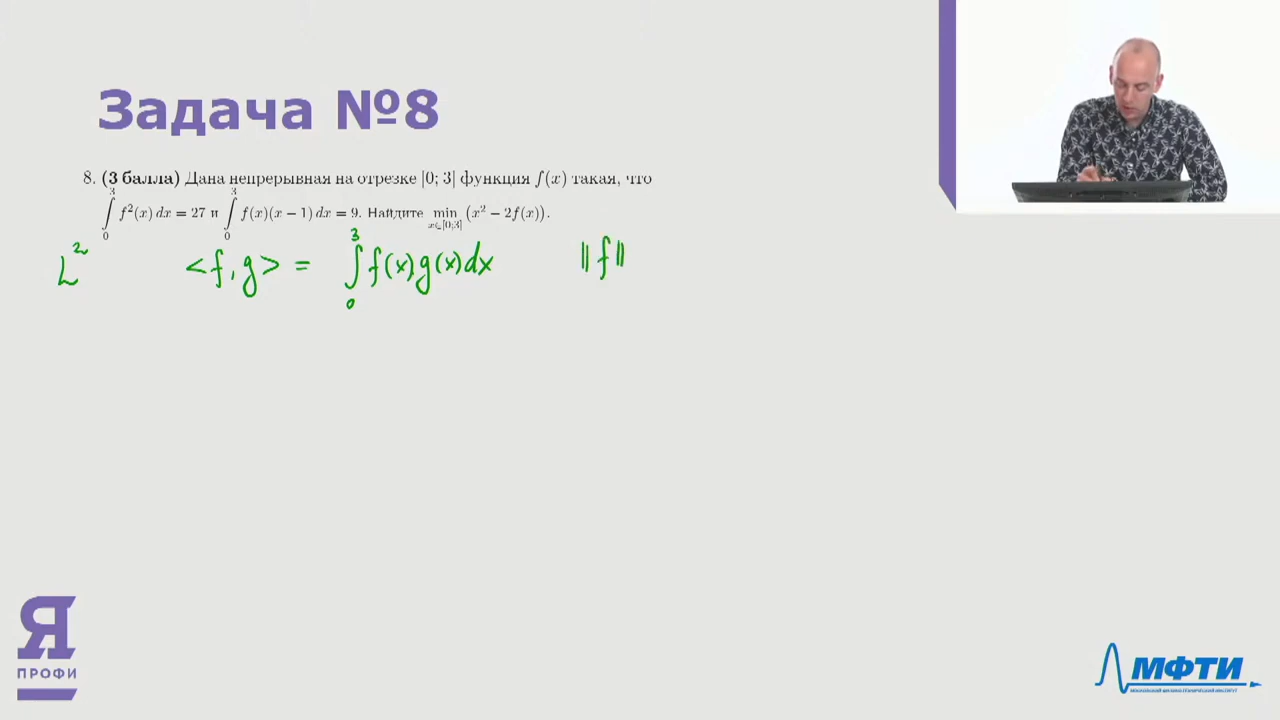 Задача №8
8. (3 балла) Дана непрерывная на отрезке [0; 3] функция f(x) такая, что
∫₀³ f²(x) dx = 27 и ∫₀³ f(x)(x − 1) dx = 9. Найдите min_{x∈[0;3]} (x² − 2f(x)).
L² <f, g> = ∫₀³ f(x)g(x)dx ||f||
Я
ПРОФИ
МФТИ